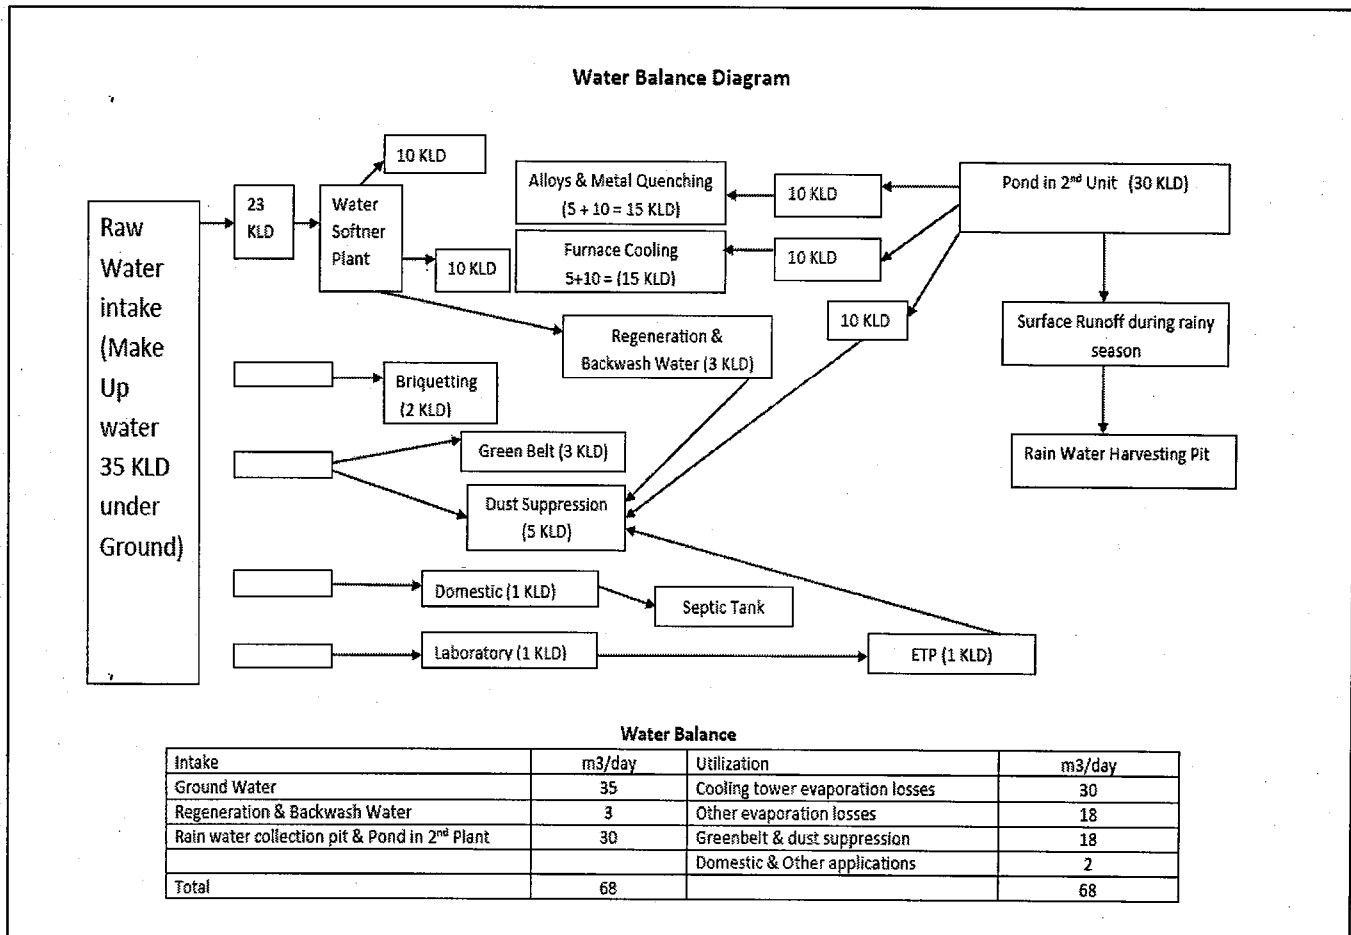 Water Balance Diagram
Raw
Water
intake
(Make
Up
water
35 KLD
under
Ground)
23
KLD
Water
Softner
Plant
10 KLD
10 KLD
Alloys & Metal Quenching
(5 + 10 = 15 KLD)
10 KLD
Pond in 2nd Unit (30 KLD)
Furnace Cooling
5+10 = (15 KLD)
10 KLD
10 KLD
Regeneration &
Backwash Water (3 KLD)
Surface Runoff during rainy
season
Rain Water Harvesting Pit
Briquetting
(2 KLD)
Green Belt (3 KLD)
Dust Suppression
(5 KLD)
Domestic (1 KLD)
Septic Tank
Laboratory (1 KLD)
ETP (1 KLD)
Water Balance
Intake m3/day Utilization m3/day
Ground Water 35 Cooling tower evaporation losses 30
Regeneration & Backwash Water 3 Other evaporation losses 18
Rain water collection pit & Pond in 2nd Plant 30 Greenbelt & dust suppression 18
Domestic & Other applications 2
Total 68 68